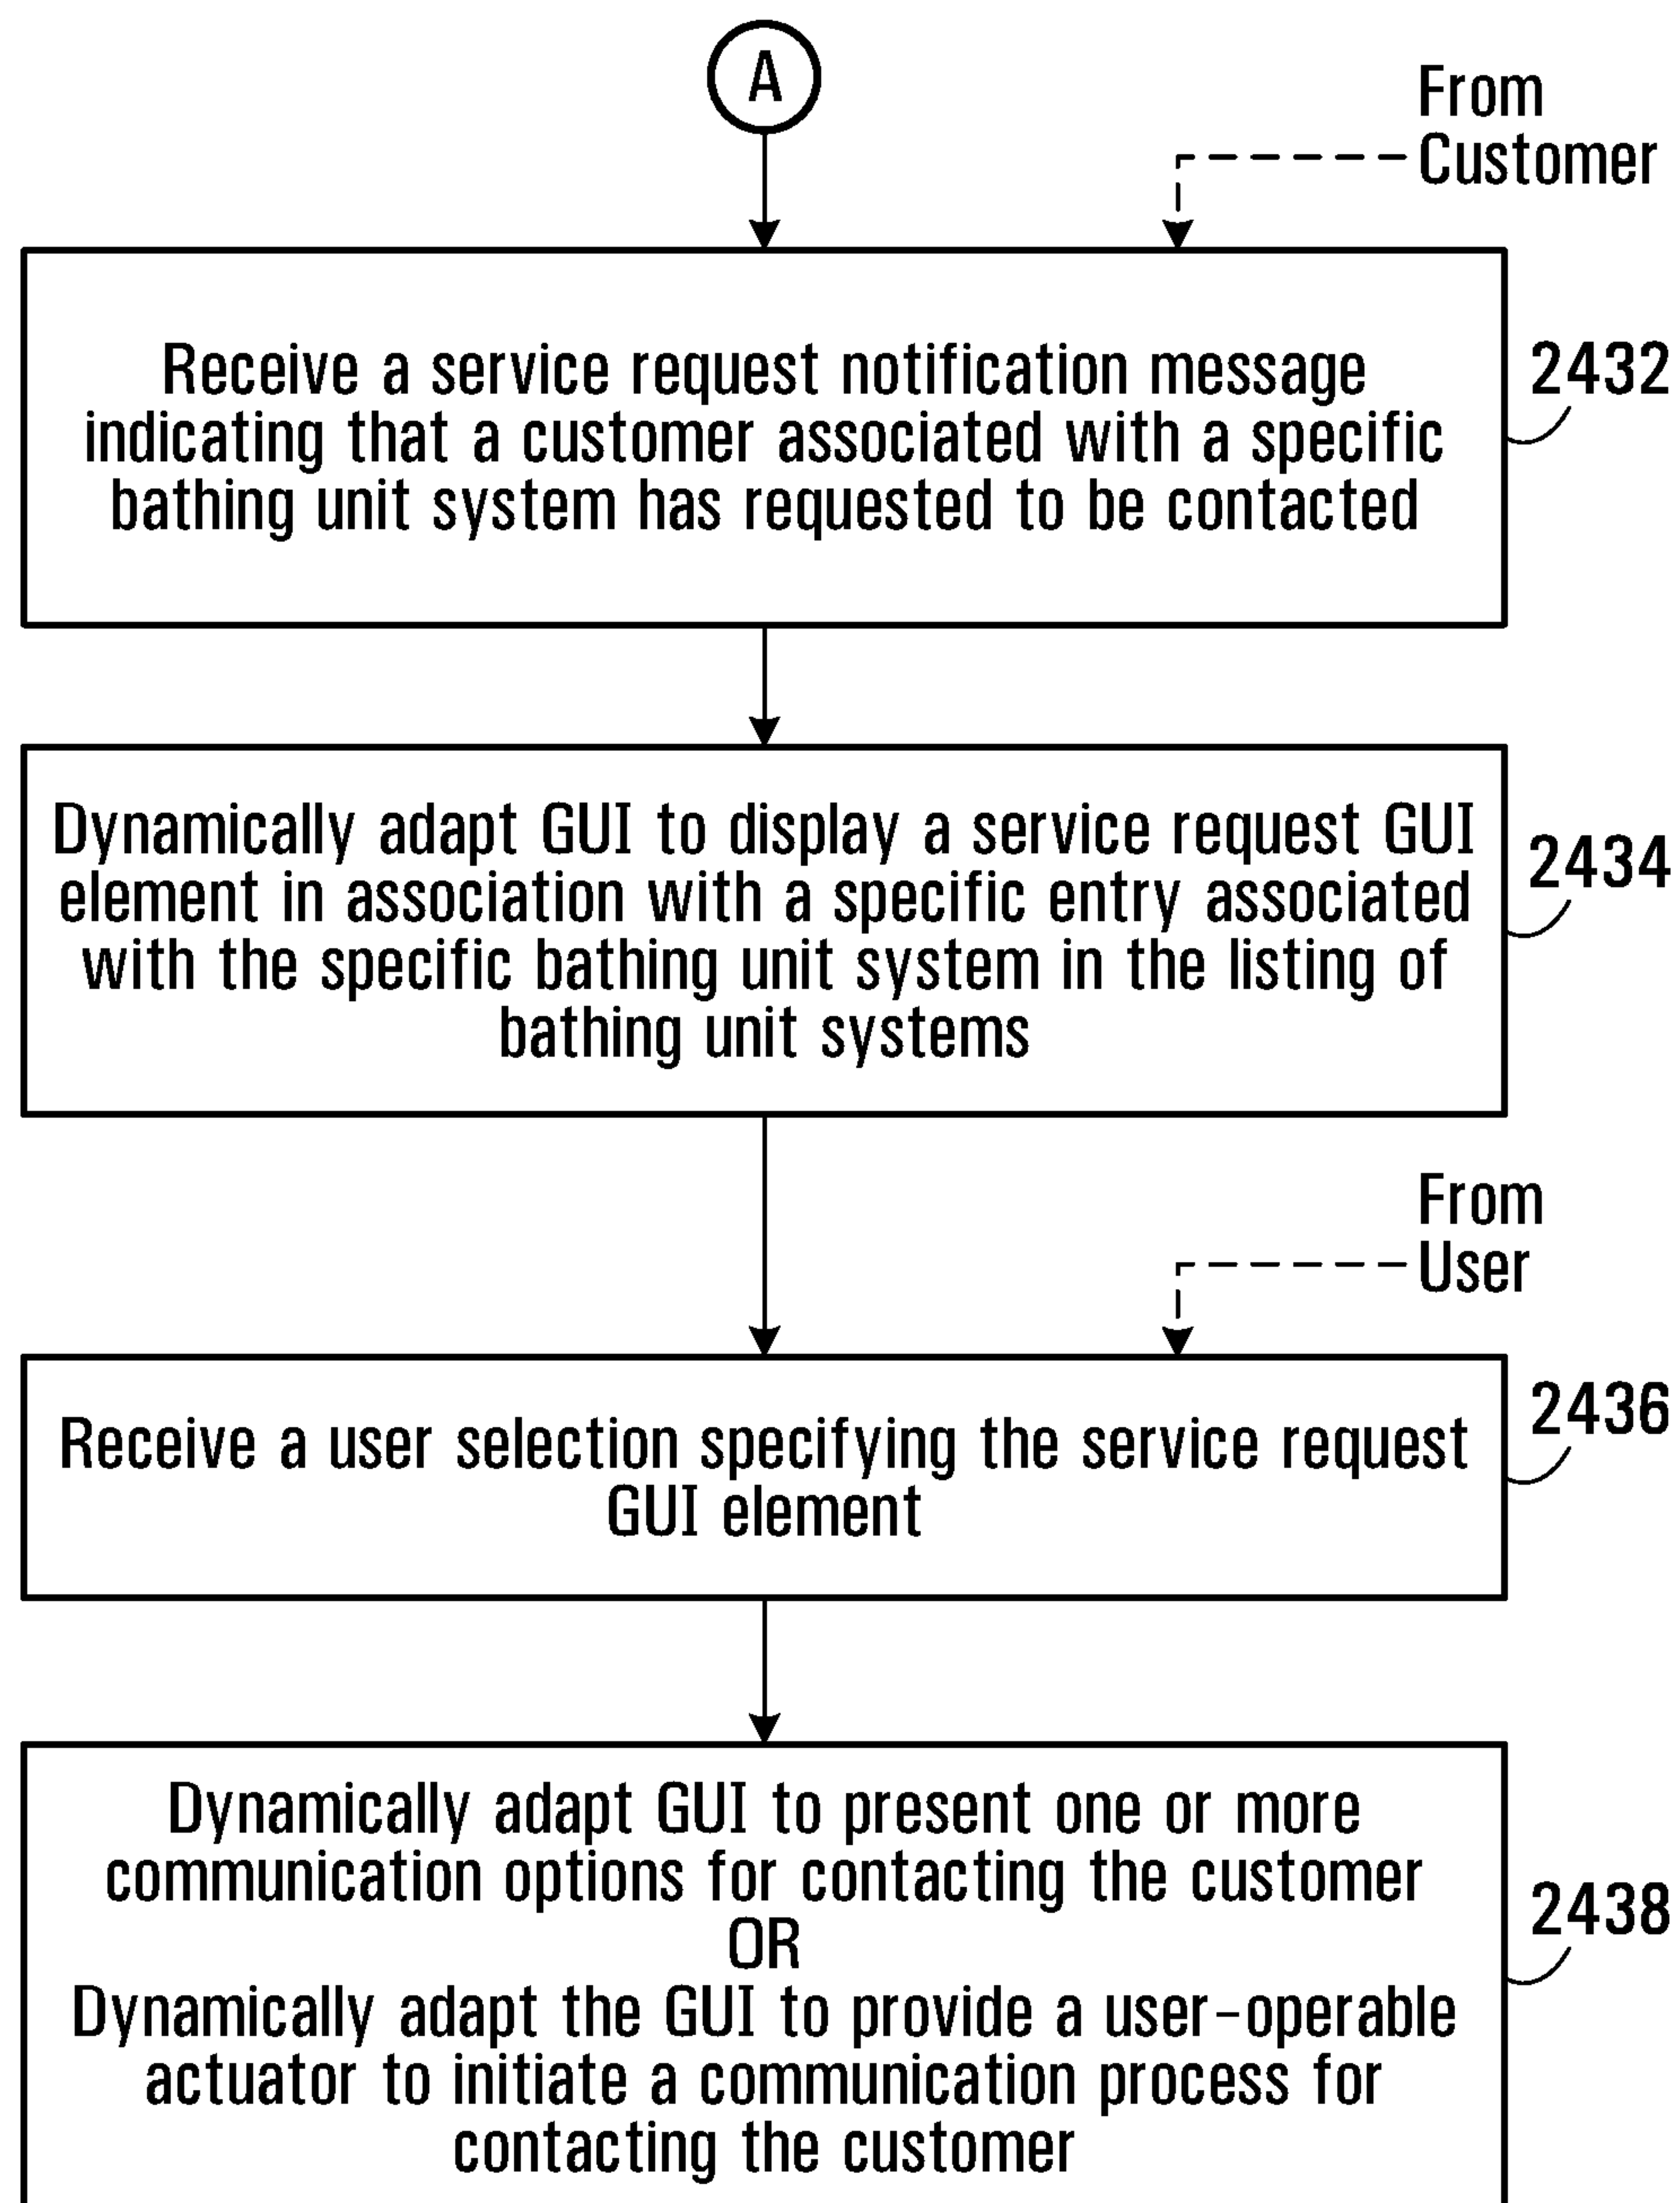 A
From
Customer
Receive a service request notification message
indicating that a customer associated with a specific
bathing unit system has requested to be contacted
2432
Dynamically adapt GUI to display a service request GUI
element in association with a specific entry associated
with the specific bathing unit system in the listing of
bathing unit systems
2434
From
User
Receive a user selection specifying the service request
GUI element
2436
Dynamically adapt GUI to present one or more
communication options for contacting the customer
OR
Dynamically adapt the GUI to provide a user-operable
actuator to initiate a communication process for
contacting the customer
2438